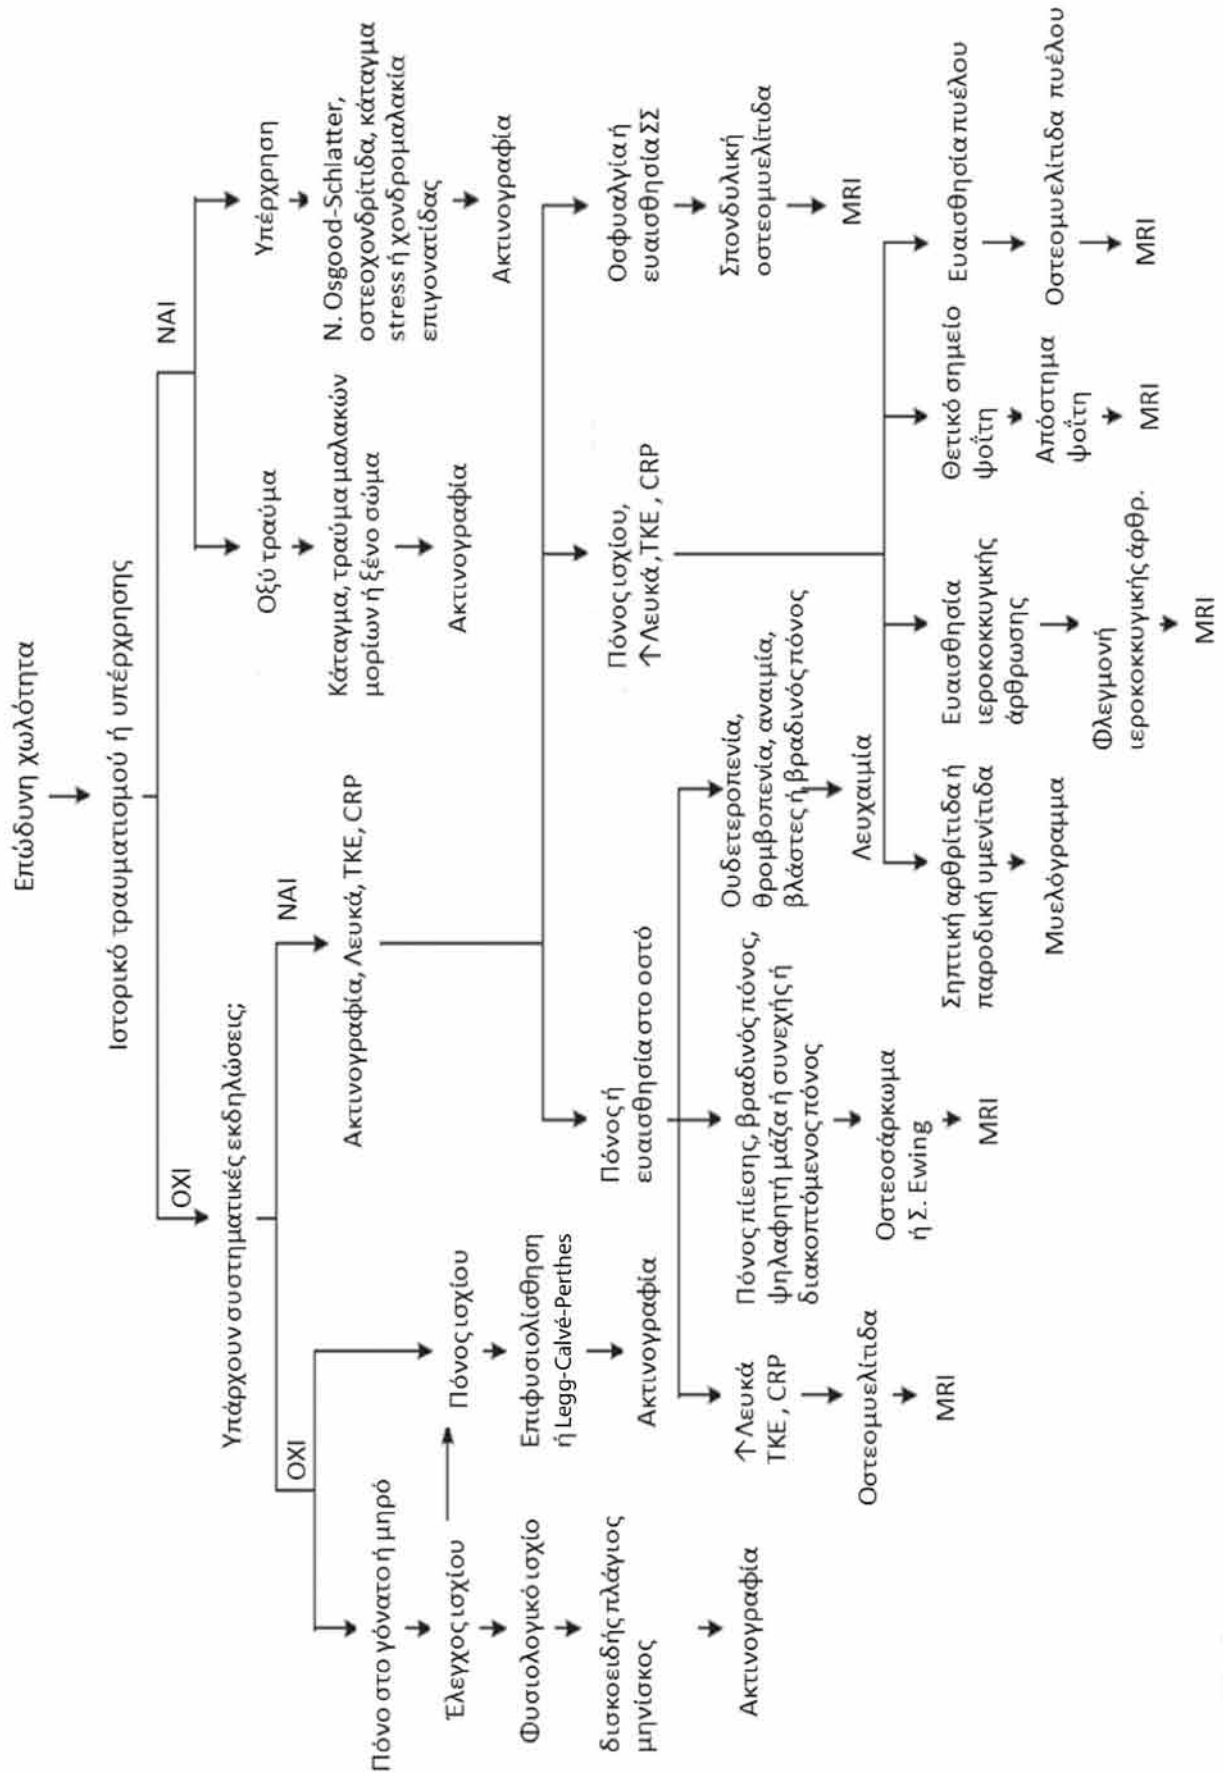 Επώδυνη χωλότητα
Ιστορικό τραυματισμού ή υπέρχρησης
ΟΧΙ
ΝΑΙ
Υπάρχουν συστηματικές εκδηλώσεις;
Οξύ τραύμα
Υπέρχρηση
Κάταγμα, τραύμα μαλακών
μορίων ή ξένο σώμα
Ακτινογραφία
Ν. Osgood-Schlatter,
οστεοχονδρίτιδα, κάταγμα
stress ή χονδρομαλακία
επιγονατίδας
Ακτινογραφία
ΟΧΙ
ΝΑΙ
Πόνο στο γόνατο ή μηρό
Έλεγχος ισχίου
Φυσιολογικό ισχίο
δισκοειδής πλάγιος
μηνίσκος
Ακτινογραφία
Πόνος ισχίου
Επιφυσιολίσθηση
ή Legg-Calvé-Perthes
Ακτινογραφία
Ακτινογραφία, Λευκά, ΤΚΕ, CRP
Πόνος ή
ευαισθησία στο οστό
Πόνος ισχίου,
↑Λευκά, ΤΚΕ , CRP
Οσφυαλγία ή
ευαισθησία ΣΣ
Σπονδυλική
οστεομυελίτιδα
MRI
↑Λευκά
ΤΚΕ , CRP
Οστεομυελίτιδα
MRI
Πόνος πίεσης, βραδινός πόνος,
ψηλαφητή μάζα ή συνεχής ή
διακοπτόμενος πόνος
Οστεοσάρκωμα
ή Σ. Ewing
MRI
Ουδετεροπενία,
θρομβοπενία, αναιμία,
βλάστες ή βραδινός πόνος
Λευχαιμία
Σηπτική αρθρίτιδα ή
παροδική υμενίτιδα
Μυελόγραμμα
Ευαισθησία
ιεροκοκκυγικής
άρθρωσης
Φλεγμονή
ιεροκοκκυγικής άρθρ.
MRI
Θετικό σημείο
ψοΐτη
Απόστημα
ψοΐτη
MRI
Ευαισθησία πυέλου
Οστεομυελίτιδα πυέλου
MRI